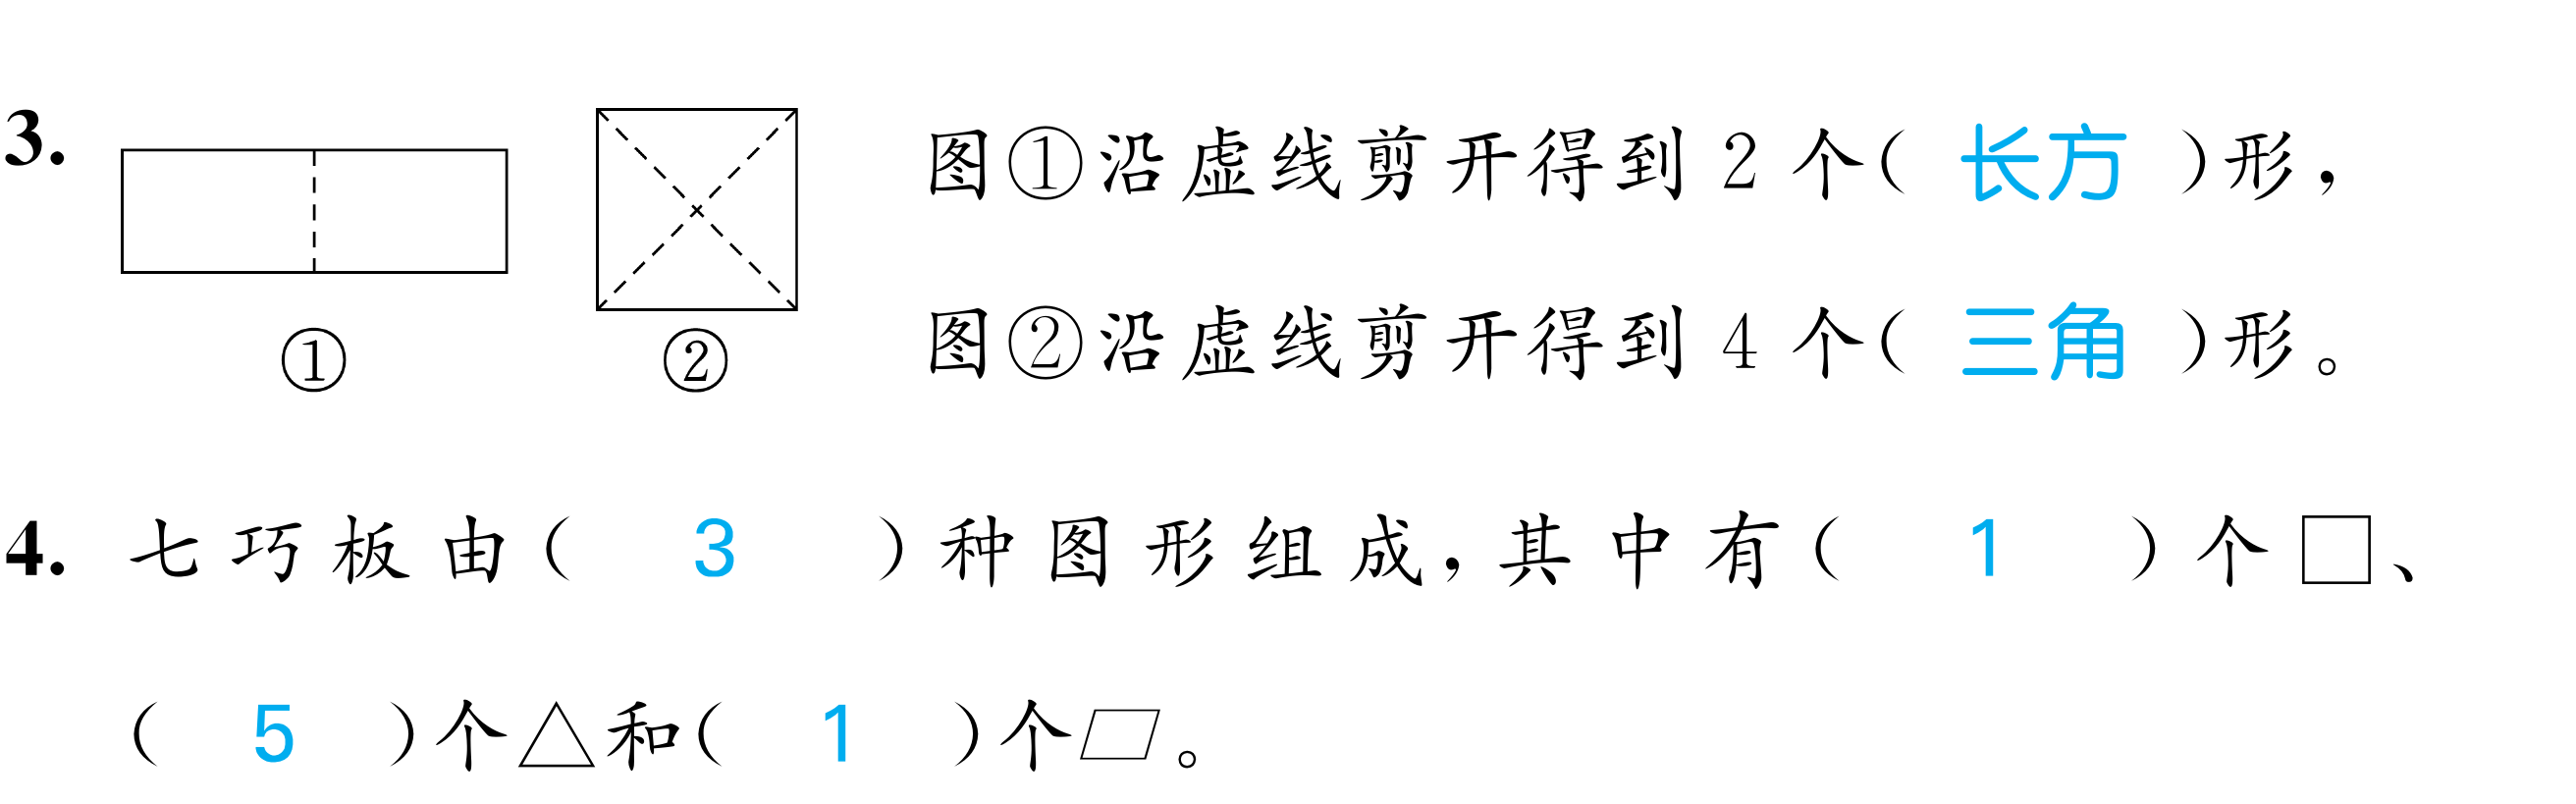 3. 图①沿虚线剪开得到 2 个( 长方 )形,
① ② 图②沿虚线剪开得到 4 个( 三角 )形。
4. 七巧板由( 3 )种图形组成,其中有( 1 )个□、
( 5 )个△和( 1 )个▱。